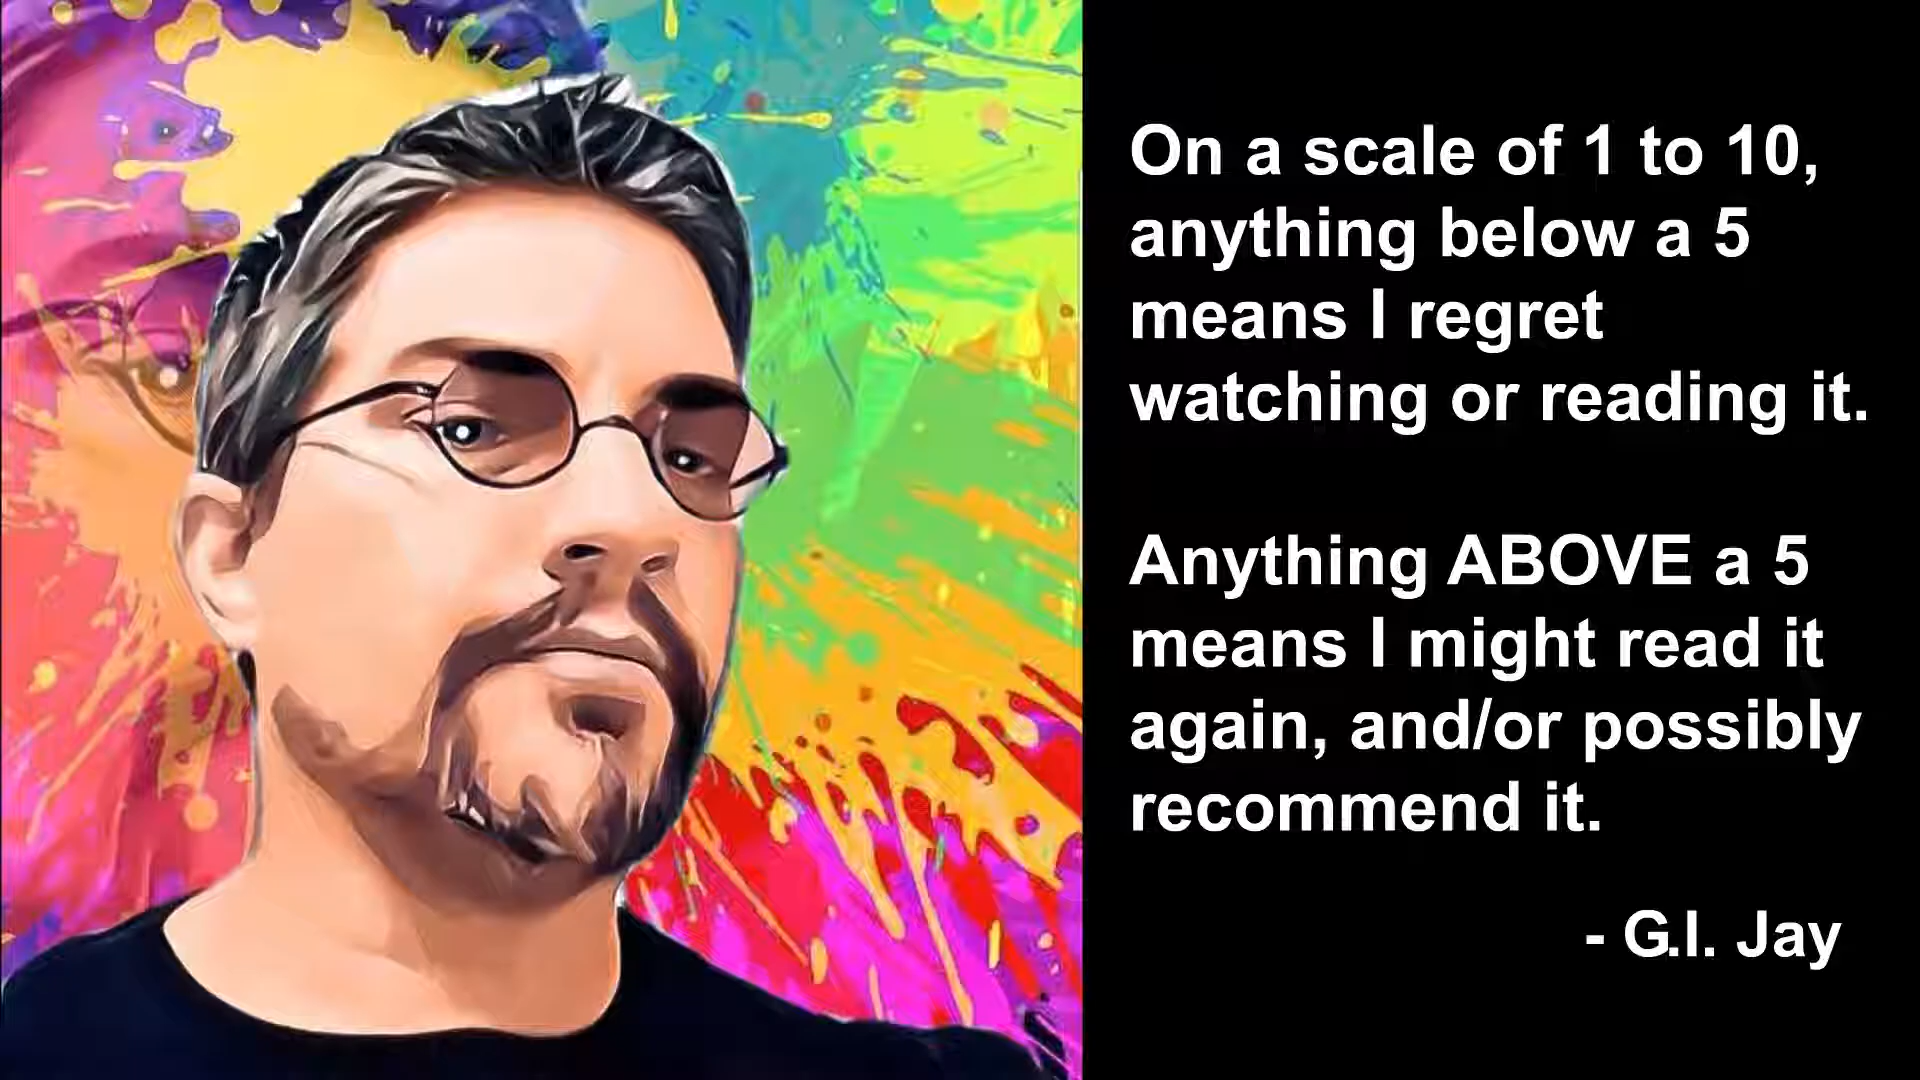 On a scale of 1 to 10,
anything below a 5
means I regret
watching or reading it.
Anything ABOVE a 5
means I might read it
again, and/or possibly
recommend it.
- G.I. Jay